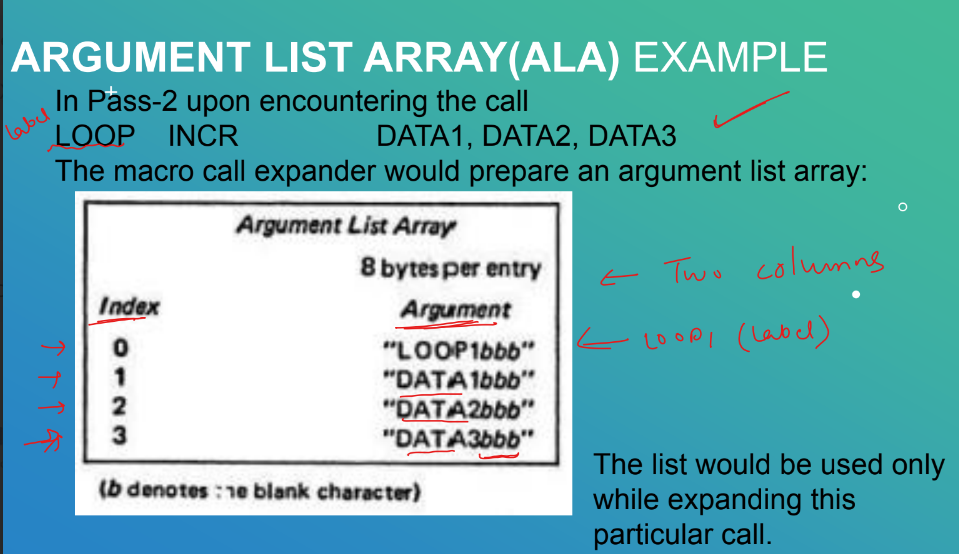 ARGUMENT LIST ARRAY(ALA) EXAMPLE
In Pass-2 upon encountering the call
label
LOOP INCR DATA1, DATA2, DATA3
The macro call expander would prepare an argument list array:
Argument List Array
8 bytes per entry
← Two columns
Index Argument
0 "LOOP1bbb" ← LOOP1 (Label)
1 "DATA1bbb"
2 "DATA2bbb"
3 "DATA3bbb"
(b denotes the blank character)
The list would be used only
while expanding this
particular call.